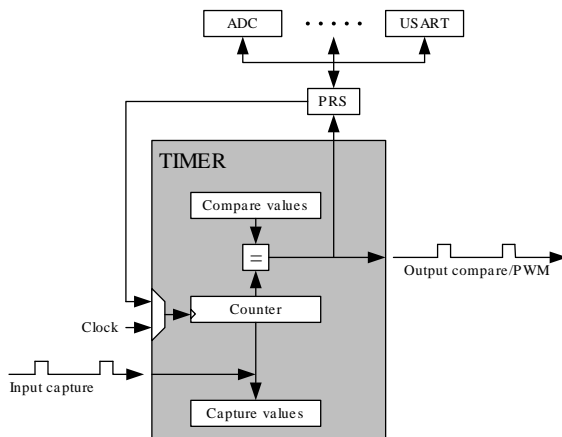 ADC
USART
PRS
TIMER
Compare values
=
Counter
Clock
Output compare/PWM
Input capture
Capture values